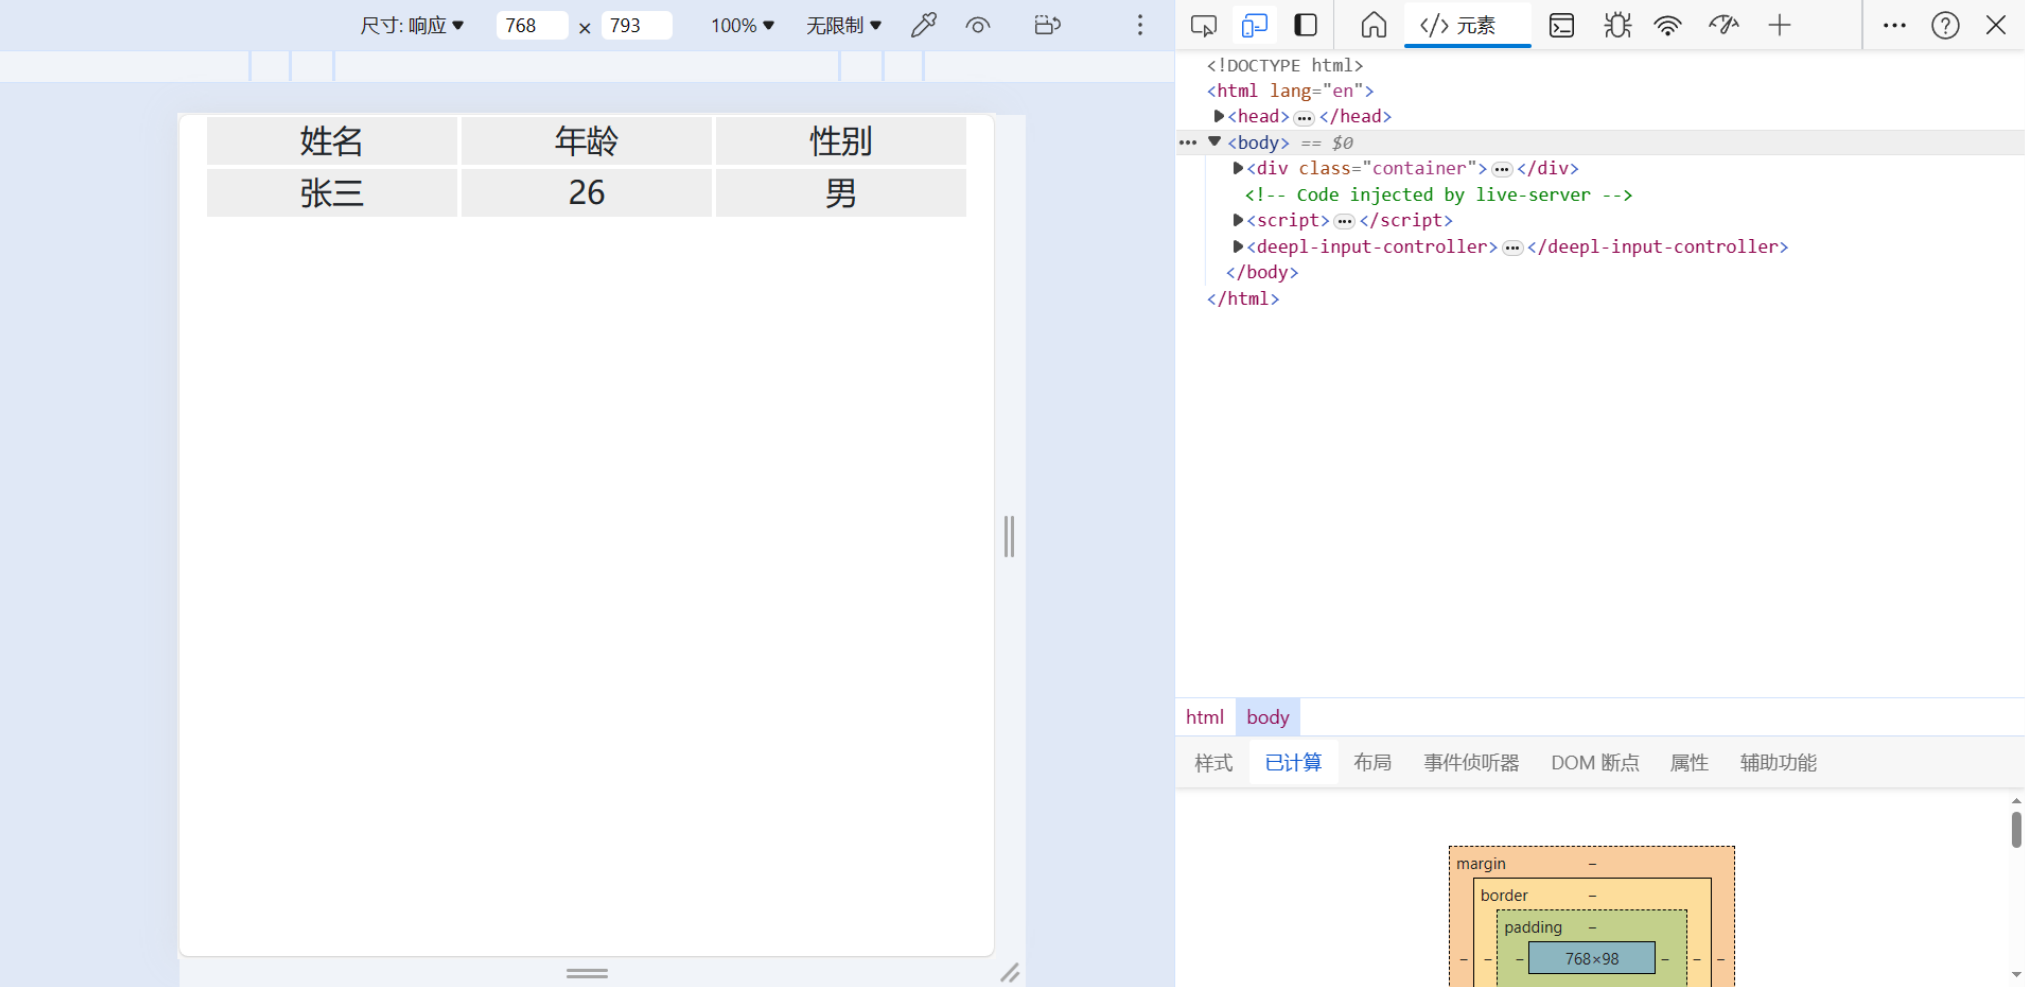 尺寸: 响应 768 × 793 100% 无限制
姓名 年龄 性别
张三 26 男
元素
<!DOCTYPE html>
<html lang="en">
<head>…</head>
<body> == $0
<div class="container">…</div>
<!-- Code injected by live-server -->
<script>…</script>
<deepl-input-controller>…</deepl-input-controller>
</body>
</html>
html body
样式 已计算 布局 事件侦听器 DOM 断点 属性 辅助功能
margin –
border –
padding –
– – – 768×98 – – –